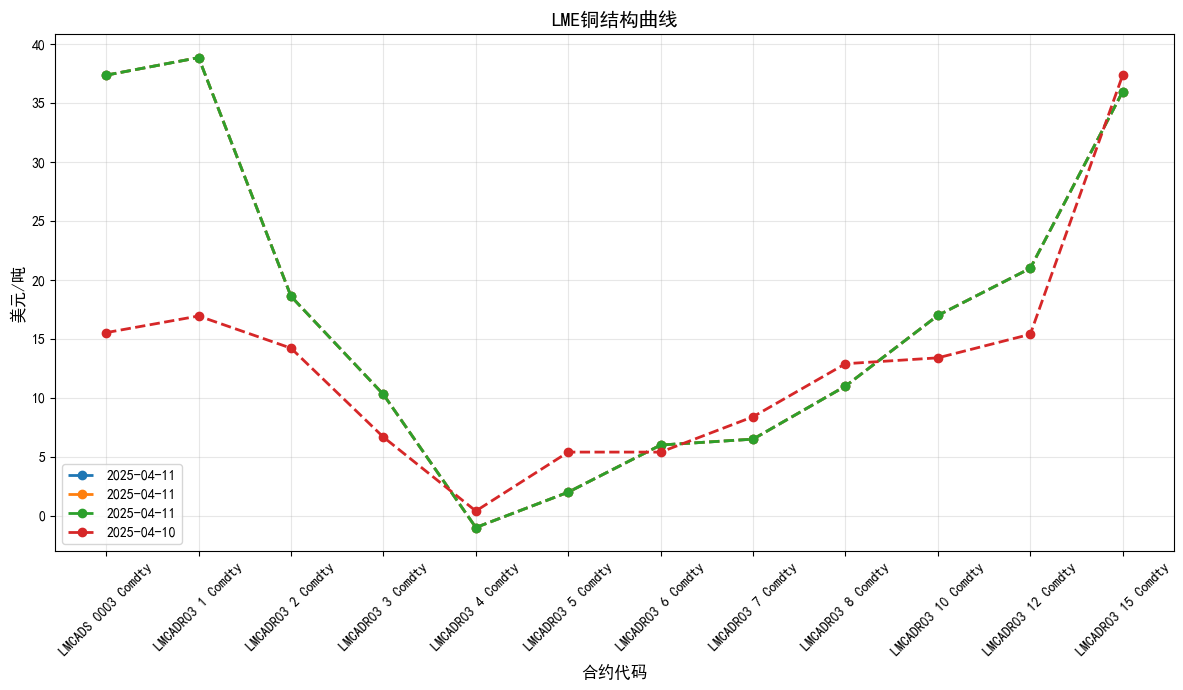 LME铜结构曲线
美元/吨
40
35
30
25
20
15
10
5
0
2025-04-11
2025-04-11
2025-04-11
2025-04-10
LMCADS 0003 Comdty
LMCADR03 1 Comdty
LMCADR03 2 Comdty
LMCADR03 3 Comdty
LMCADR03 4 Comdty
LMCADR03 5 Comdty
LMCADR03 6 Comdty
LMCADR03 7 Comdty
LMCADR03 8 Comdty
LMCADR03 10 Comdty
LMCADR03 12 Comdty
LMCADR03 15 Comdty
合约代码